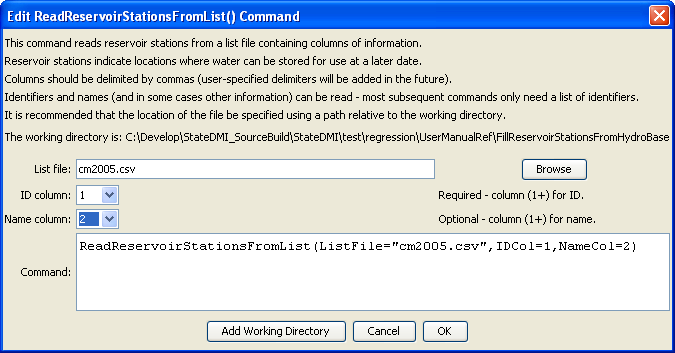 Edit ReadReservoirStationsFromList() Command
This command reads reservoir stations from a list file containing columns of information.
Reservoir stations indicate locations where water can be stored for use at a later date.
Columns should be delimited by commas (user-specified delimiters will be added in the future).
Identifiers and names (and in some cases other information) can be read - most subsequent commands only need a list of identifiers.
It is recommended that the location of the file be specified using a path relative to the working directory.
The working directory is: C:\Develop\StateDMI_SourceBuild\StateDMI\test\regression\UserManualRef\FillReservoirStationsFromHydroBase
List file: cm2005.csv Browse
ID column: 1 Required - column (1+) for ID.
Name column: 2 Optional - column (1+) for name.
ReadReservoirStationsFromList(ListFile="cm2005.csv",IDCol=1,NameCol=2)
Command:
Add Working Directory Cancel OK